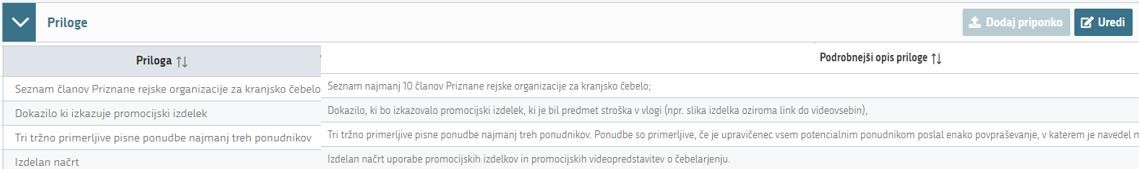 Priloge
Dodaj priponko
Uredi
Priloga
Podrobnejši opis priloge
Seznam članov Priznane rejske organizacije za kranjsko čebelo
Seznam najmanj 10 članov Priznane rejske organizacije za kranjsko čebelo;
Dokazilo ki izkazuje promocijski izdelek
Dokazilo, ki bo izkazovalo promocijski izdelek, ki je bil predmet stroška v vlogi (npr. slika izdelka oziroma link do videovsebin),
Tri tržno primerljive pisne ponudbe najmanj treh ponudnikov
Tri tržno primerljive pisne ponudbe najmanj treh ponudnikov. Ponudbe so primerljive, če je upravičenec vsem potencialnim ponudnikom poslal enako povpraševanje, v katerem je navedel
Izdelan načrt
Izdelan načrt uporabe promocijskih izdelkov in promocijskih videopredstavitev o čebelarjenju.